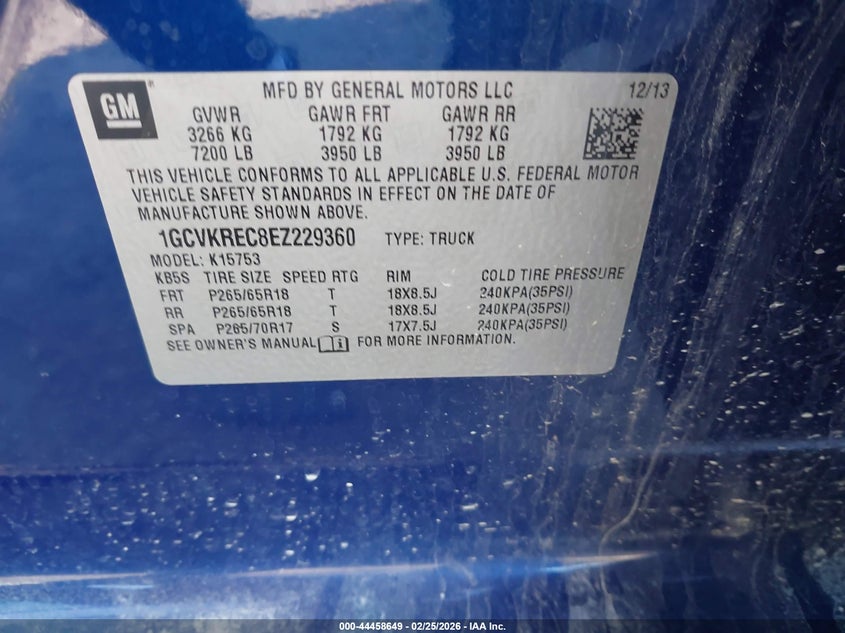 GM
MFD BY GENERAL MOTORS LLC 12/13
GVWR GAWR FRT GAWR RR
3266 KG 1792 KG 1792 KG
7200 LB 3950 LB 3950 LB
THIS VEHICLE CONFORMS TO ALL APPLICABLE U.S. FEDERAL MOTOR
VEHICLE SAFETY STANDARDS IN EFFECT ON THE DATE OF
MANUFACTURE SHOWN ABOVE.
1GCVKREC8EZ229360 TYPE: TRUCK
MODEL: K15753
KB5S TIRE SIZE SPEED RTG RIM COLD TIRE PRESSURE
FRT P265/65R18 T 18X8.5J 240KPA(35PSI)
RR P265/65R18 T 18X8.5J 240KPA(35PSI)
SPA P265/70R17 S 17X7.5J 240KPA(35PSI)
SEE OWNER'S MANUAL FOR MORE INFORMATION.
000-44458649 - 02/25/2026 - IAA Inc.